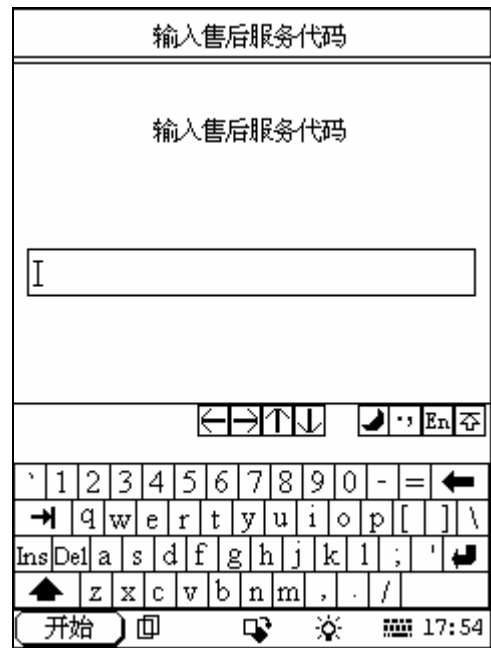 输入售后服务代码
输入售后服务代码
·, En
` 1 2 3 4 5 6 7 8 9 0 - =
q w e r t y u i o p [ ] \
Ins Del a s d f g h j k l ; '
z x c v b n m , . /
开始 17:54